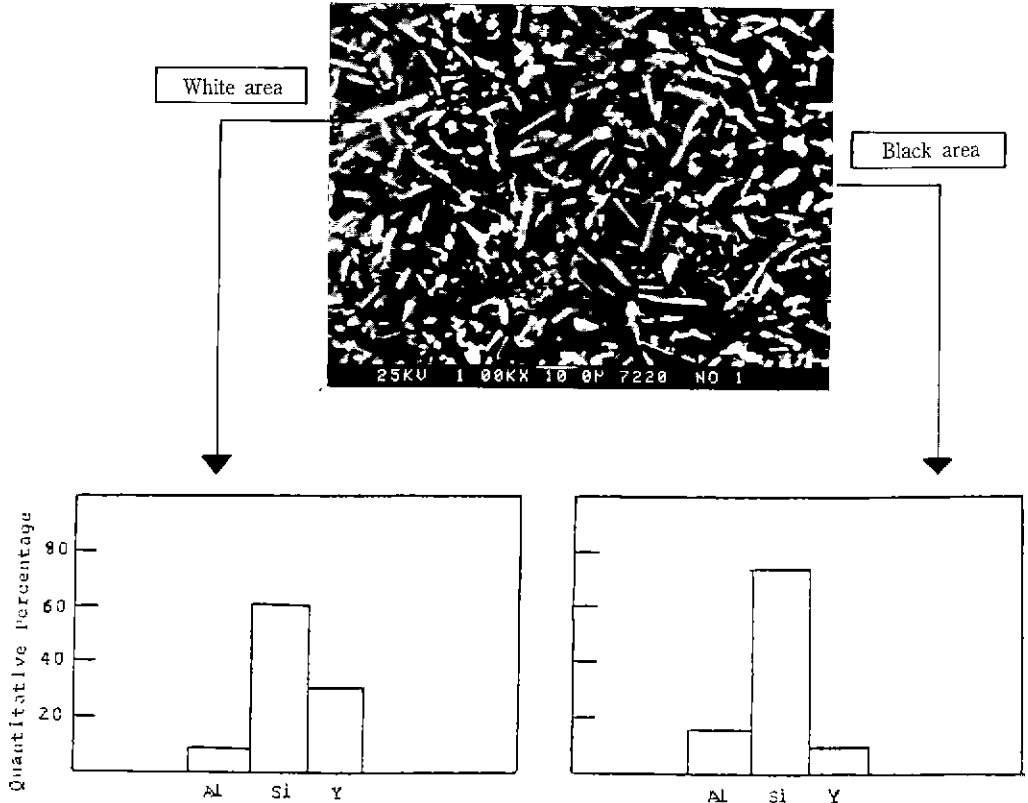 White area
Black area
25KV 1 00KX 10 0µ 7220 NO 1
Quantitative Percentage
80
60
40
20
Al Si Y
Al Si Y